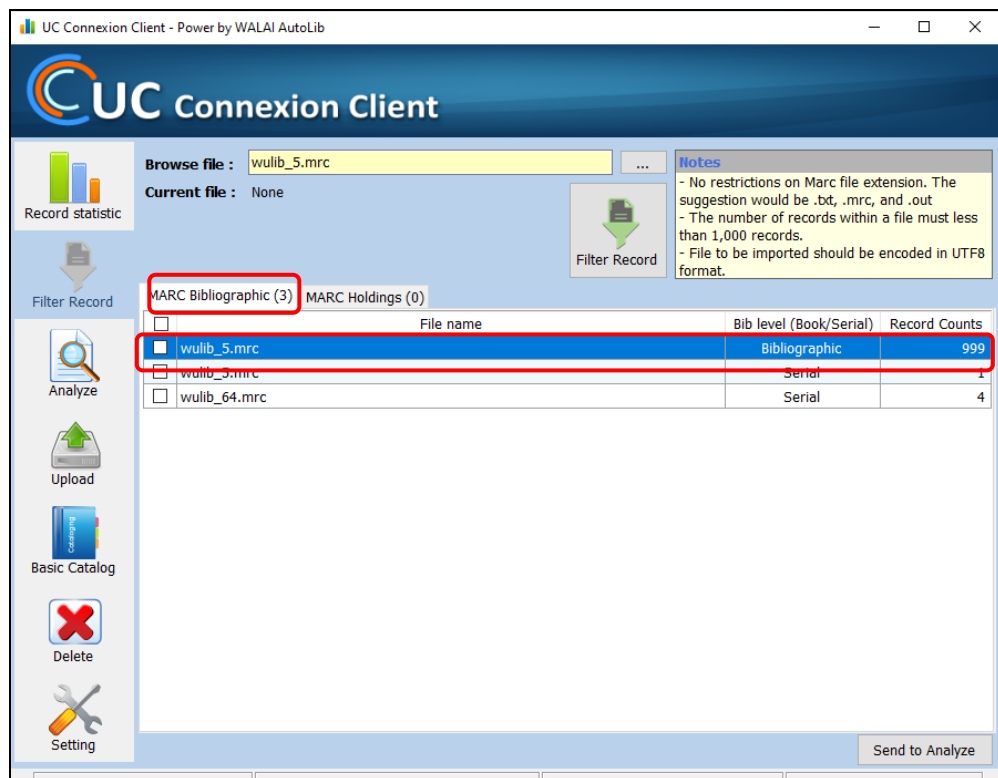 UC Connexion Client - Power by WALAI AutoLib
CUC Connexion Client
Record statistic
Filter Record
Analyze
Upload
Cataloging
Basic Catalog
Delete
Setting
Browse file :
wulib_5.mrc
...
Current file :
None
Filter Record
Notes
- No restrictions on Marc file extension. The
suggestion would be .txt, .mrc, and .out
- The number of records within a file must less
than 1,000 records.
- File to be imported should be encoded in UTF8
format.
MARC Bibliographic (3) MARC Holdings (0)
File name Bib level (Book/Serial) Record Counts
wulib_5.mrc Bibliographic 999
wulib_5.mrc Serial 1
wulib_64.mrc Serial 4
Send to Analyze